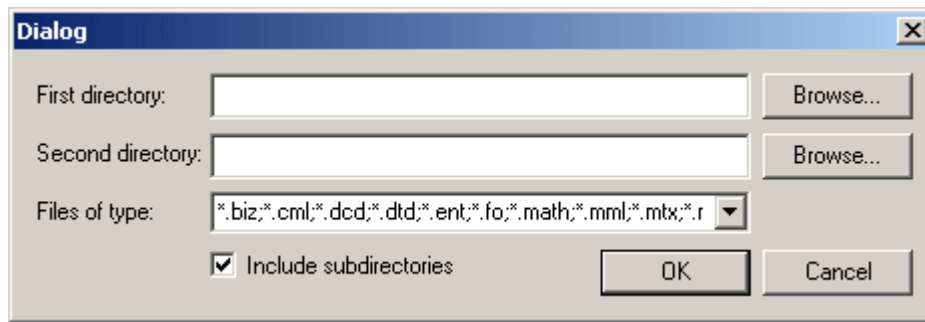 Dialog
First directory: Browse...
Second directory: Browse...
Files of type: *.biz;*.cml;*.dcd;*.dtd;*.ent;*.fo;*.math;*.mml;*.mtx;*.r
Include subdirectories OK Cancel